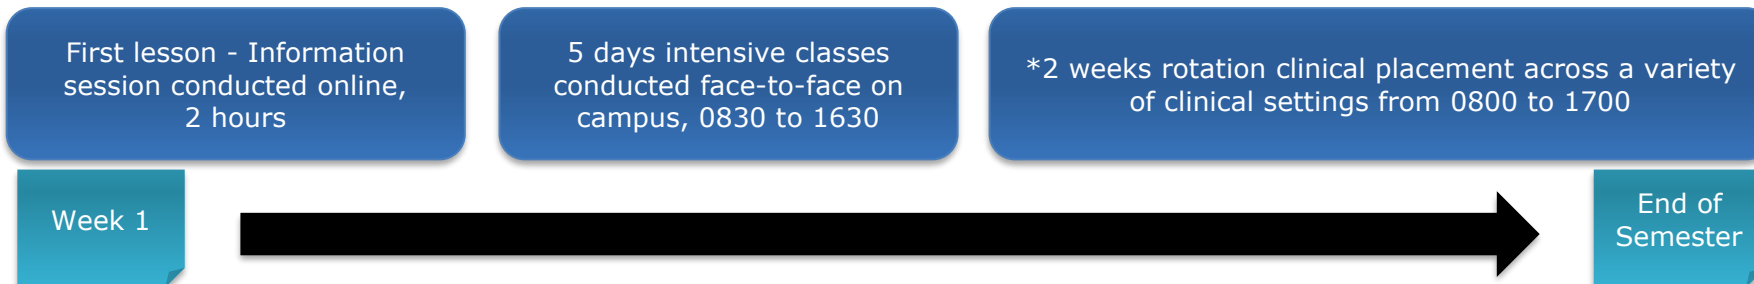 First lesson - Information
session conducted online,
2 hours
5 days intensive classes
conducted face-to-face on
campus, 0830 to 1630
*2 weeks rotation clinical placement across a variety
of clinical settings from 0800 to 1700
Week 1
End of
Semester